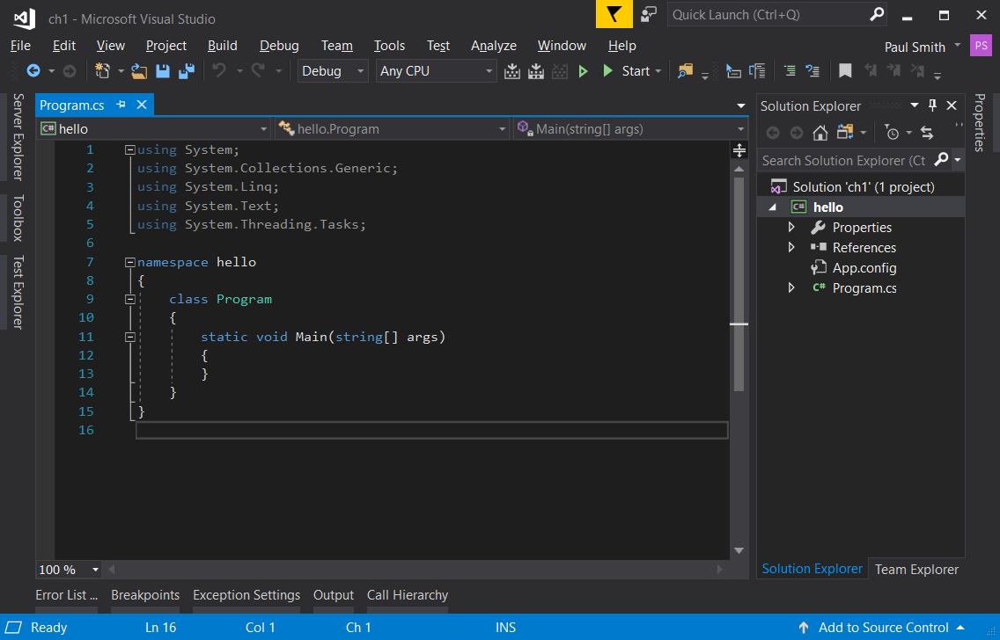 ch1 - Microsoft Visual Studio
Quick Launch (Ctrl+Q)
File Edit View Project Build Debug Team Tools Test Analyze Window Help
Paul Smith PS
Debug Any CPU Start
Server Explorer
Toolbox
Test Explorer
Program.cs
C# hello hello.Program Main(string[] args)
1 using System;
2 using System.Collections.Generic;
3 using System.Linq;
4 using System.Text;
5 using System.Threading.Tasks;
6
7 namespace hello
8 {
9 class Program
10 {
11 static void Main(string[] args)
12 {
13 }
14 }
15 }
16
100 %
Solution Explorer
Search Solution Explorer (Ct
Solution 'ch1' (1 project)
C# hello
Properties
References
App.config
C# Program.cs
Solution Explorer Team Explorer
Properties
Error List ... Breakpoints Exception Settings Output Call Hierarchy
Ready Ln 16 Col 1 Ch 1 INS Add to Source Control